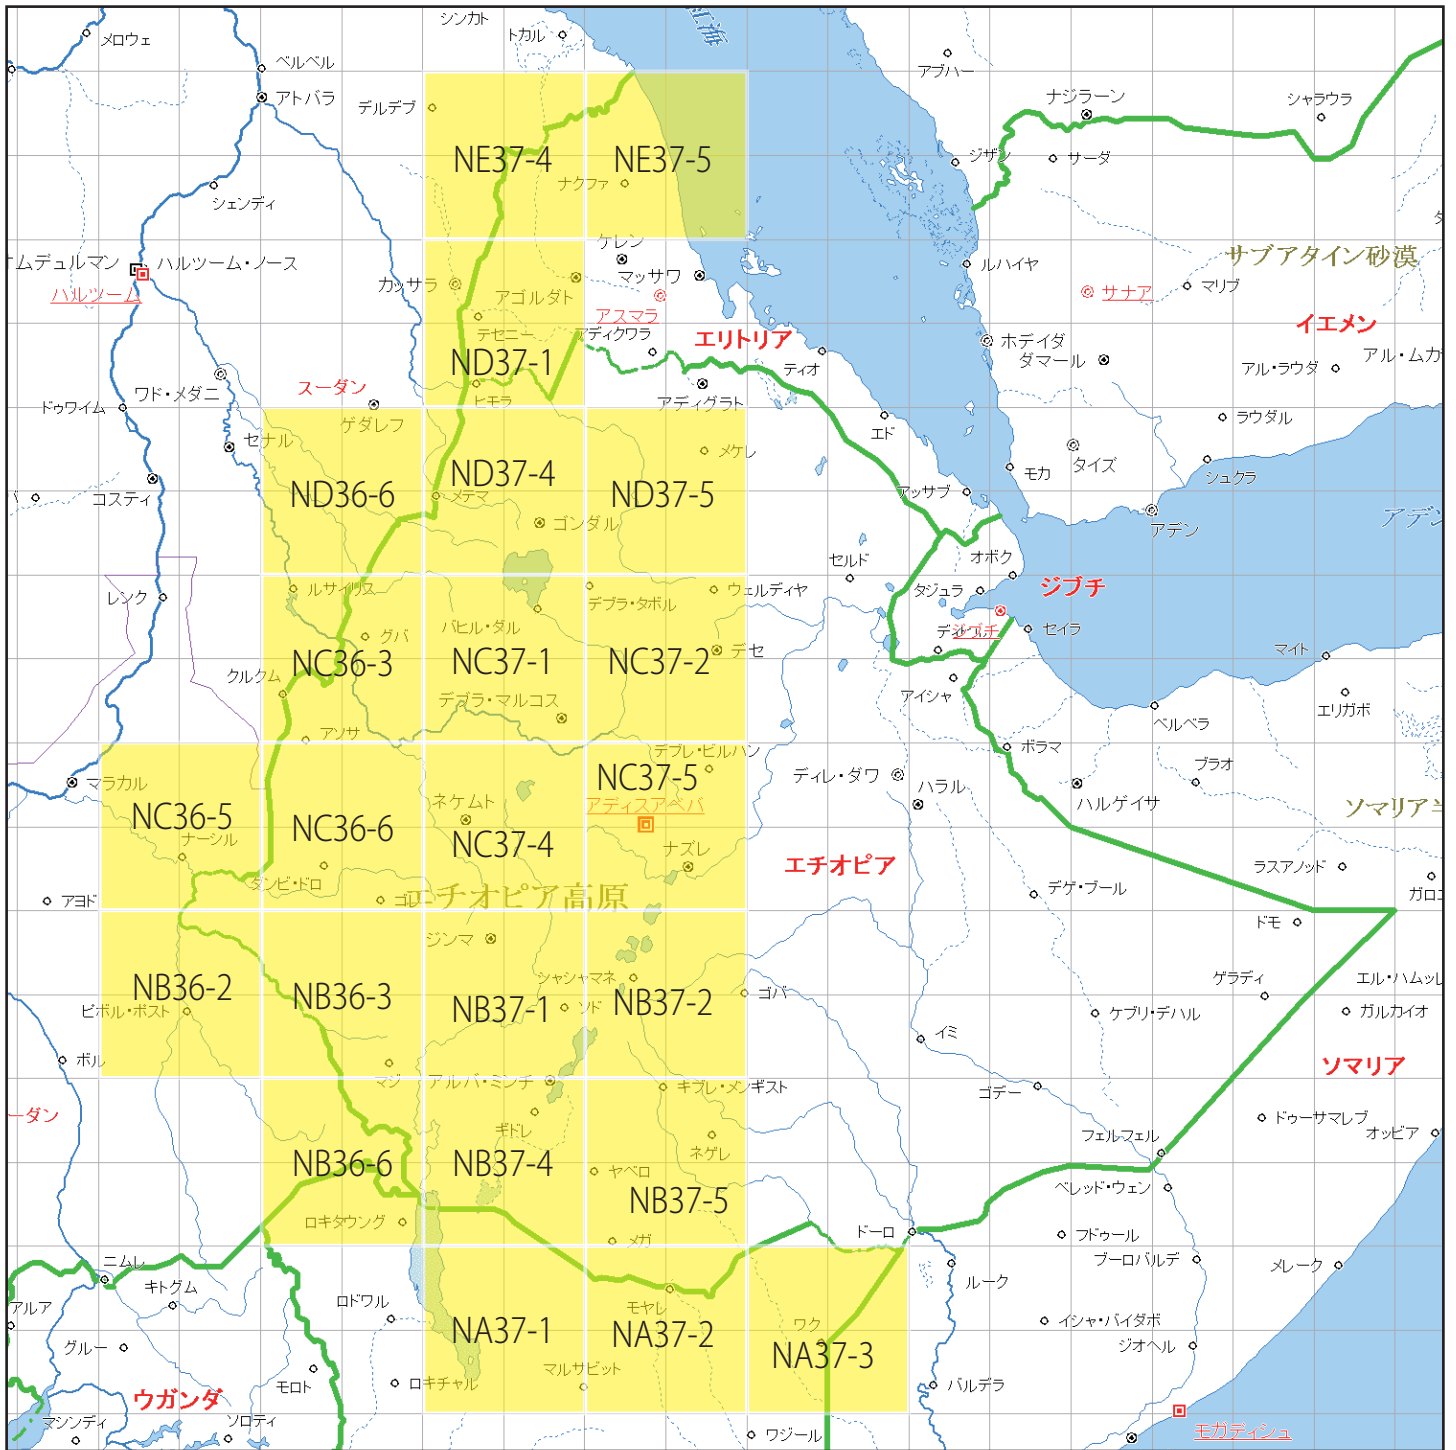 シンカト
トカル
紅海
メロウェ
ベルベル
アブハー
アトバラ
デルデブ
ナジラーン
シャラウラ
NE37-4
NE37-5
ジザン
サーダ
ナクファ
シェンディ
ムデュルマン
ハルツーム・ノース
ケレン
ルハイヤ
サブアタイン砂漠
カッサラ
アゴルダト
マッサワ
ハルツーム
サナア
マリブ
アスマラ
テセニー
アディクワラ
エリトリア
ホデイダ
イエメン
ND37-1
ティオ
ダマール
アル・ラウダ
アル・ムカ
スーダン
ワド・メダニ
ヒモラ
アディグラト
ドゥワイム
ゲダレフ
エド
ラウダル
セナル
メケレ
モカ
タイズ
シュクラ
ND36-6
ND37-4
ND37-5
コスティ
メテマ
アッサブ
アデン
ゴンダル
アデン
セルド
オボク
レンク
ルサイリス
デブラ・タボル
ウェルディヤ
タジュラ
ジブチ
グバ
バヒル・ダル
ジブチ
セイラ
NC36-3
NC37-1
NC37-2
デセ
マイト
クルクム
デブラ・マルコス
アイシャ
ベルベラ
エリガボ
アソサ
ボラマ
デブレ・ビルハン
マラカル
NC37-5
ディレ・ダワ
ハラル
ブラオ
NC36-5
NC36-6
ネケムト
アディスアベバ
ハルゲイサ
ソマリア半
ナーシル
NC37-4
ナズレ
エチオピア
ラスアノッド
ダンビ・ドロ
デゲ・ブール
アヨド
ゴレ
エチオピア高原
ガロエ
ドモ
ジンマ
シャシャマネ
NB36-2
NB36-3
NB37-1
NB37-2
ゴバ
ゲラディ
エル・ハムッレ
ピボル・ポスト
ソド
ケブリ・デハル
ガルカイオ
イミ
ボル
マジ
アルバ・ミンチ
キブレ・メンギスト
ゴデー
ソマリア
ーダン
ギドレ
ドゥーサマレブ
ネゲレ
フェルフェル
オッビア
NB36-6
NB37-4
ヤベロ
NB37-5
ベレッド・ウェン
ロキタウング
メガ
ドーロ
フドゥール
ニムレ
ブーロバルデ
メレーク
キトグム
ルーク
アルア
ロドワル
モヤレ
イシャ・バイダボ
グルー
NA37-1
NA37-2
ワク
NA37-3
ジオヘル
モロト
ロキチャル
マルサビット
バルデラ
ウガンダ
マシンディ
ソロティ
ワジール
モガディシュ